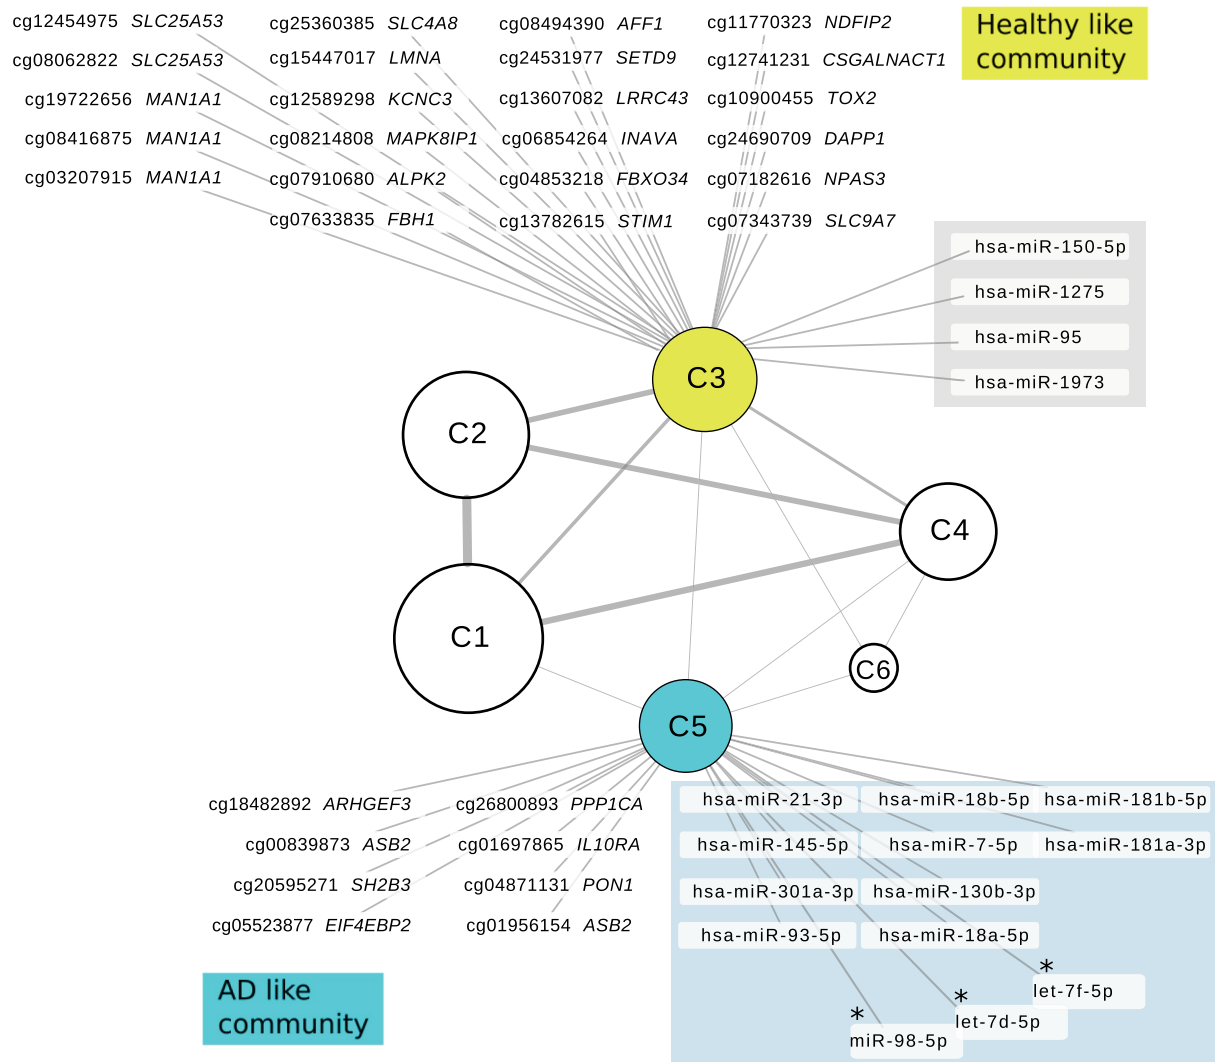 cg12454975 SLC25A53 cg25360385 SLC4A8 cg08494390 AFF1 cg11770323 NDFIP2
cg08062822 SLC25A53 cg15447017 LMNA cg24531977 SETD9 cg12741231 CSGALNACT1
cg19722656 MAN1A1 cg12589298 KCNC3 cg13607082 LRRC43 cg10900455 TOX2
cg08416875 MAN1A1 cg08214808 MAPK8IP1 cg06854264 INAVA cg24690709 DAPP1
cg03207915 MAN1A1 cg07910680 ALPK2 cg04853218 FBXO34 cg07182616 NPAS3
cg07633835 FBH1 cg13782615 STIM1 cg07343739 SLC9A7
Healthy like
community
hsa-miR-150-5p
hsa-miR-1275
hsa-miR-95
hsa-miR-1973
C3
C2
C4
C1
C6
C5
cg18482892 ARHGEF3 cg26800893 PPP1CA
cg00839873 ASB2 cg01697865 IL10RA
cg20595271 SH2B3 cg04871131 PON1
cg05523877 EIF4EBP2 cg01956154 ASB2
hsa-miR-21-3p hsa-miR-18b-5p hsa-miR-181b-5p
hsa-miR-145-5p hsa-miR-7-5p hsa-miR-181a-3p
hsa-miR-301a-3p hsa-miR-130b-3p
hsa-miR-93-5p hsa-miR-18a-5p
*
let-7f-5p
*
let-7d-5p
*
miR-98-5p
AD like
community